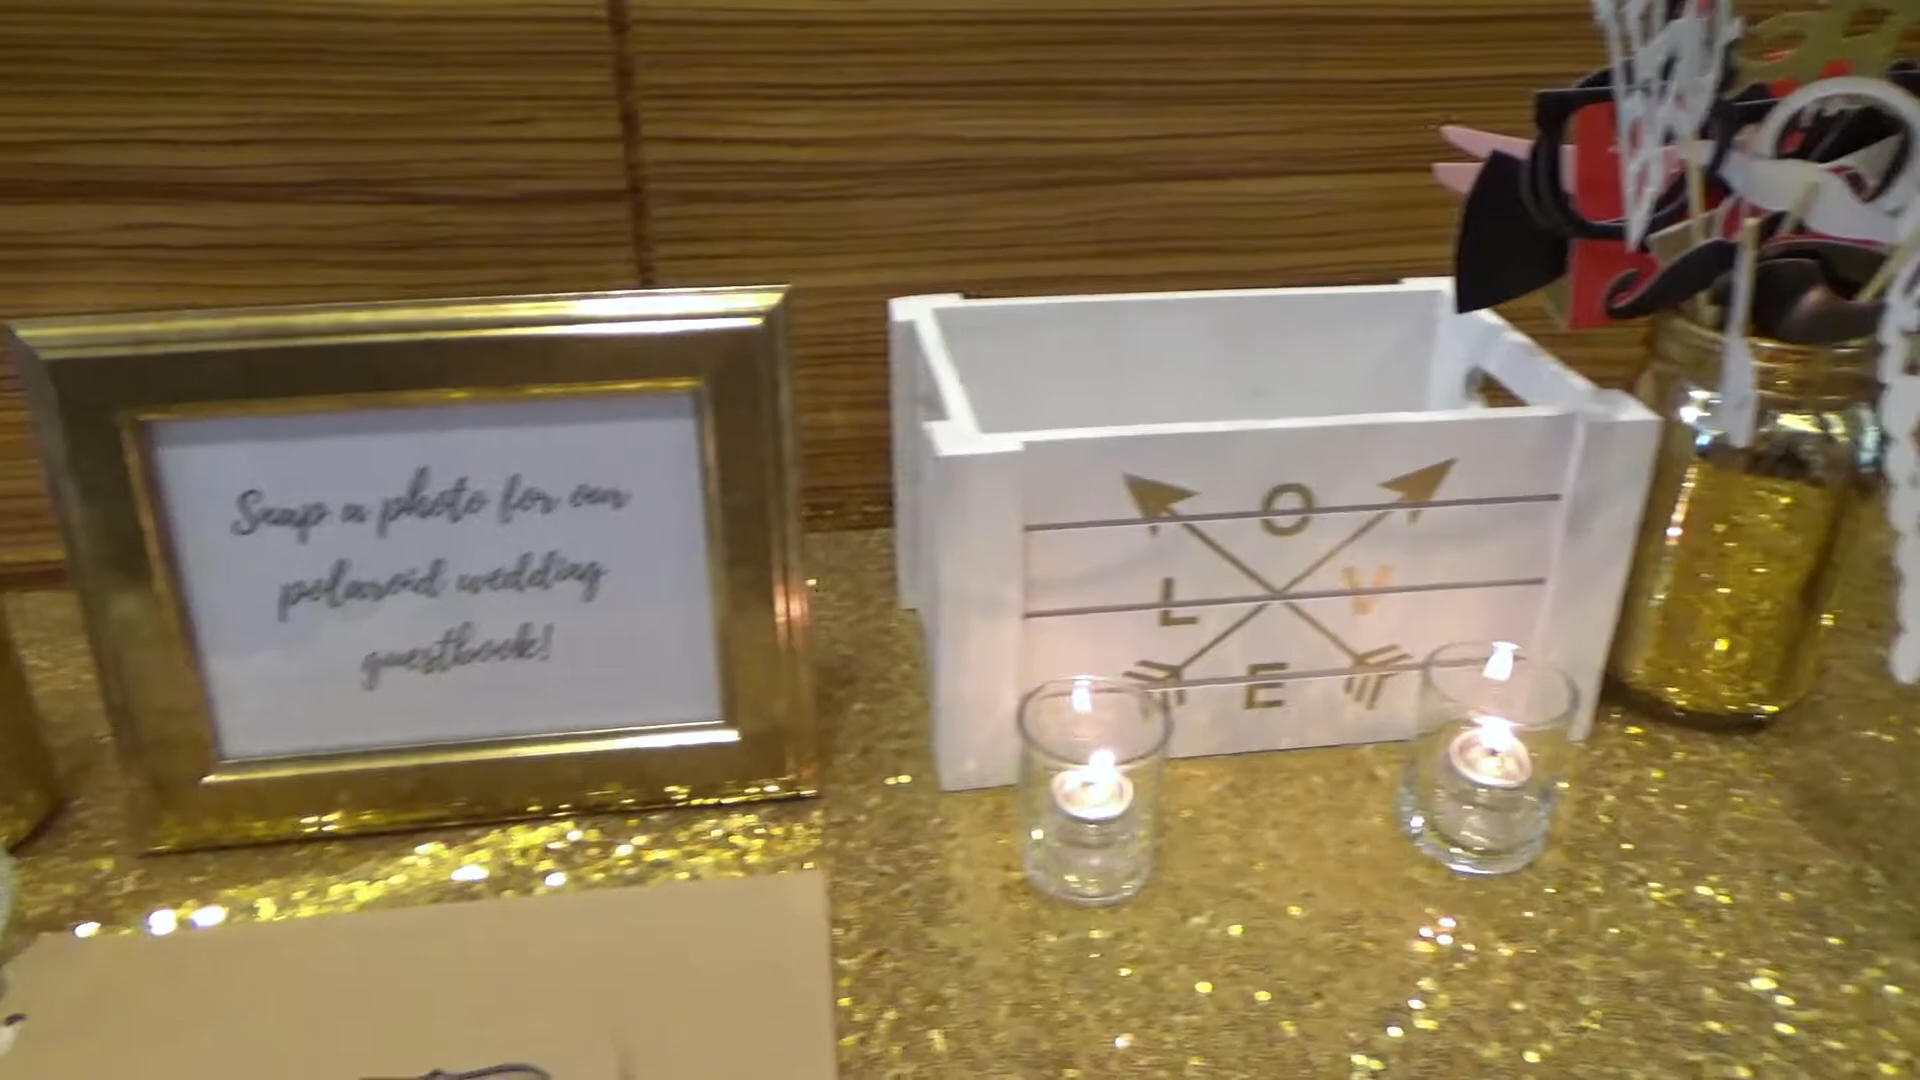 Snap a photo for our
polaroid wedding
guestbook!
O
L V
E